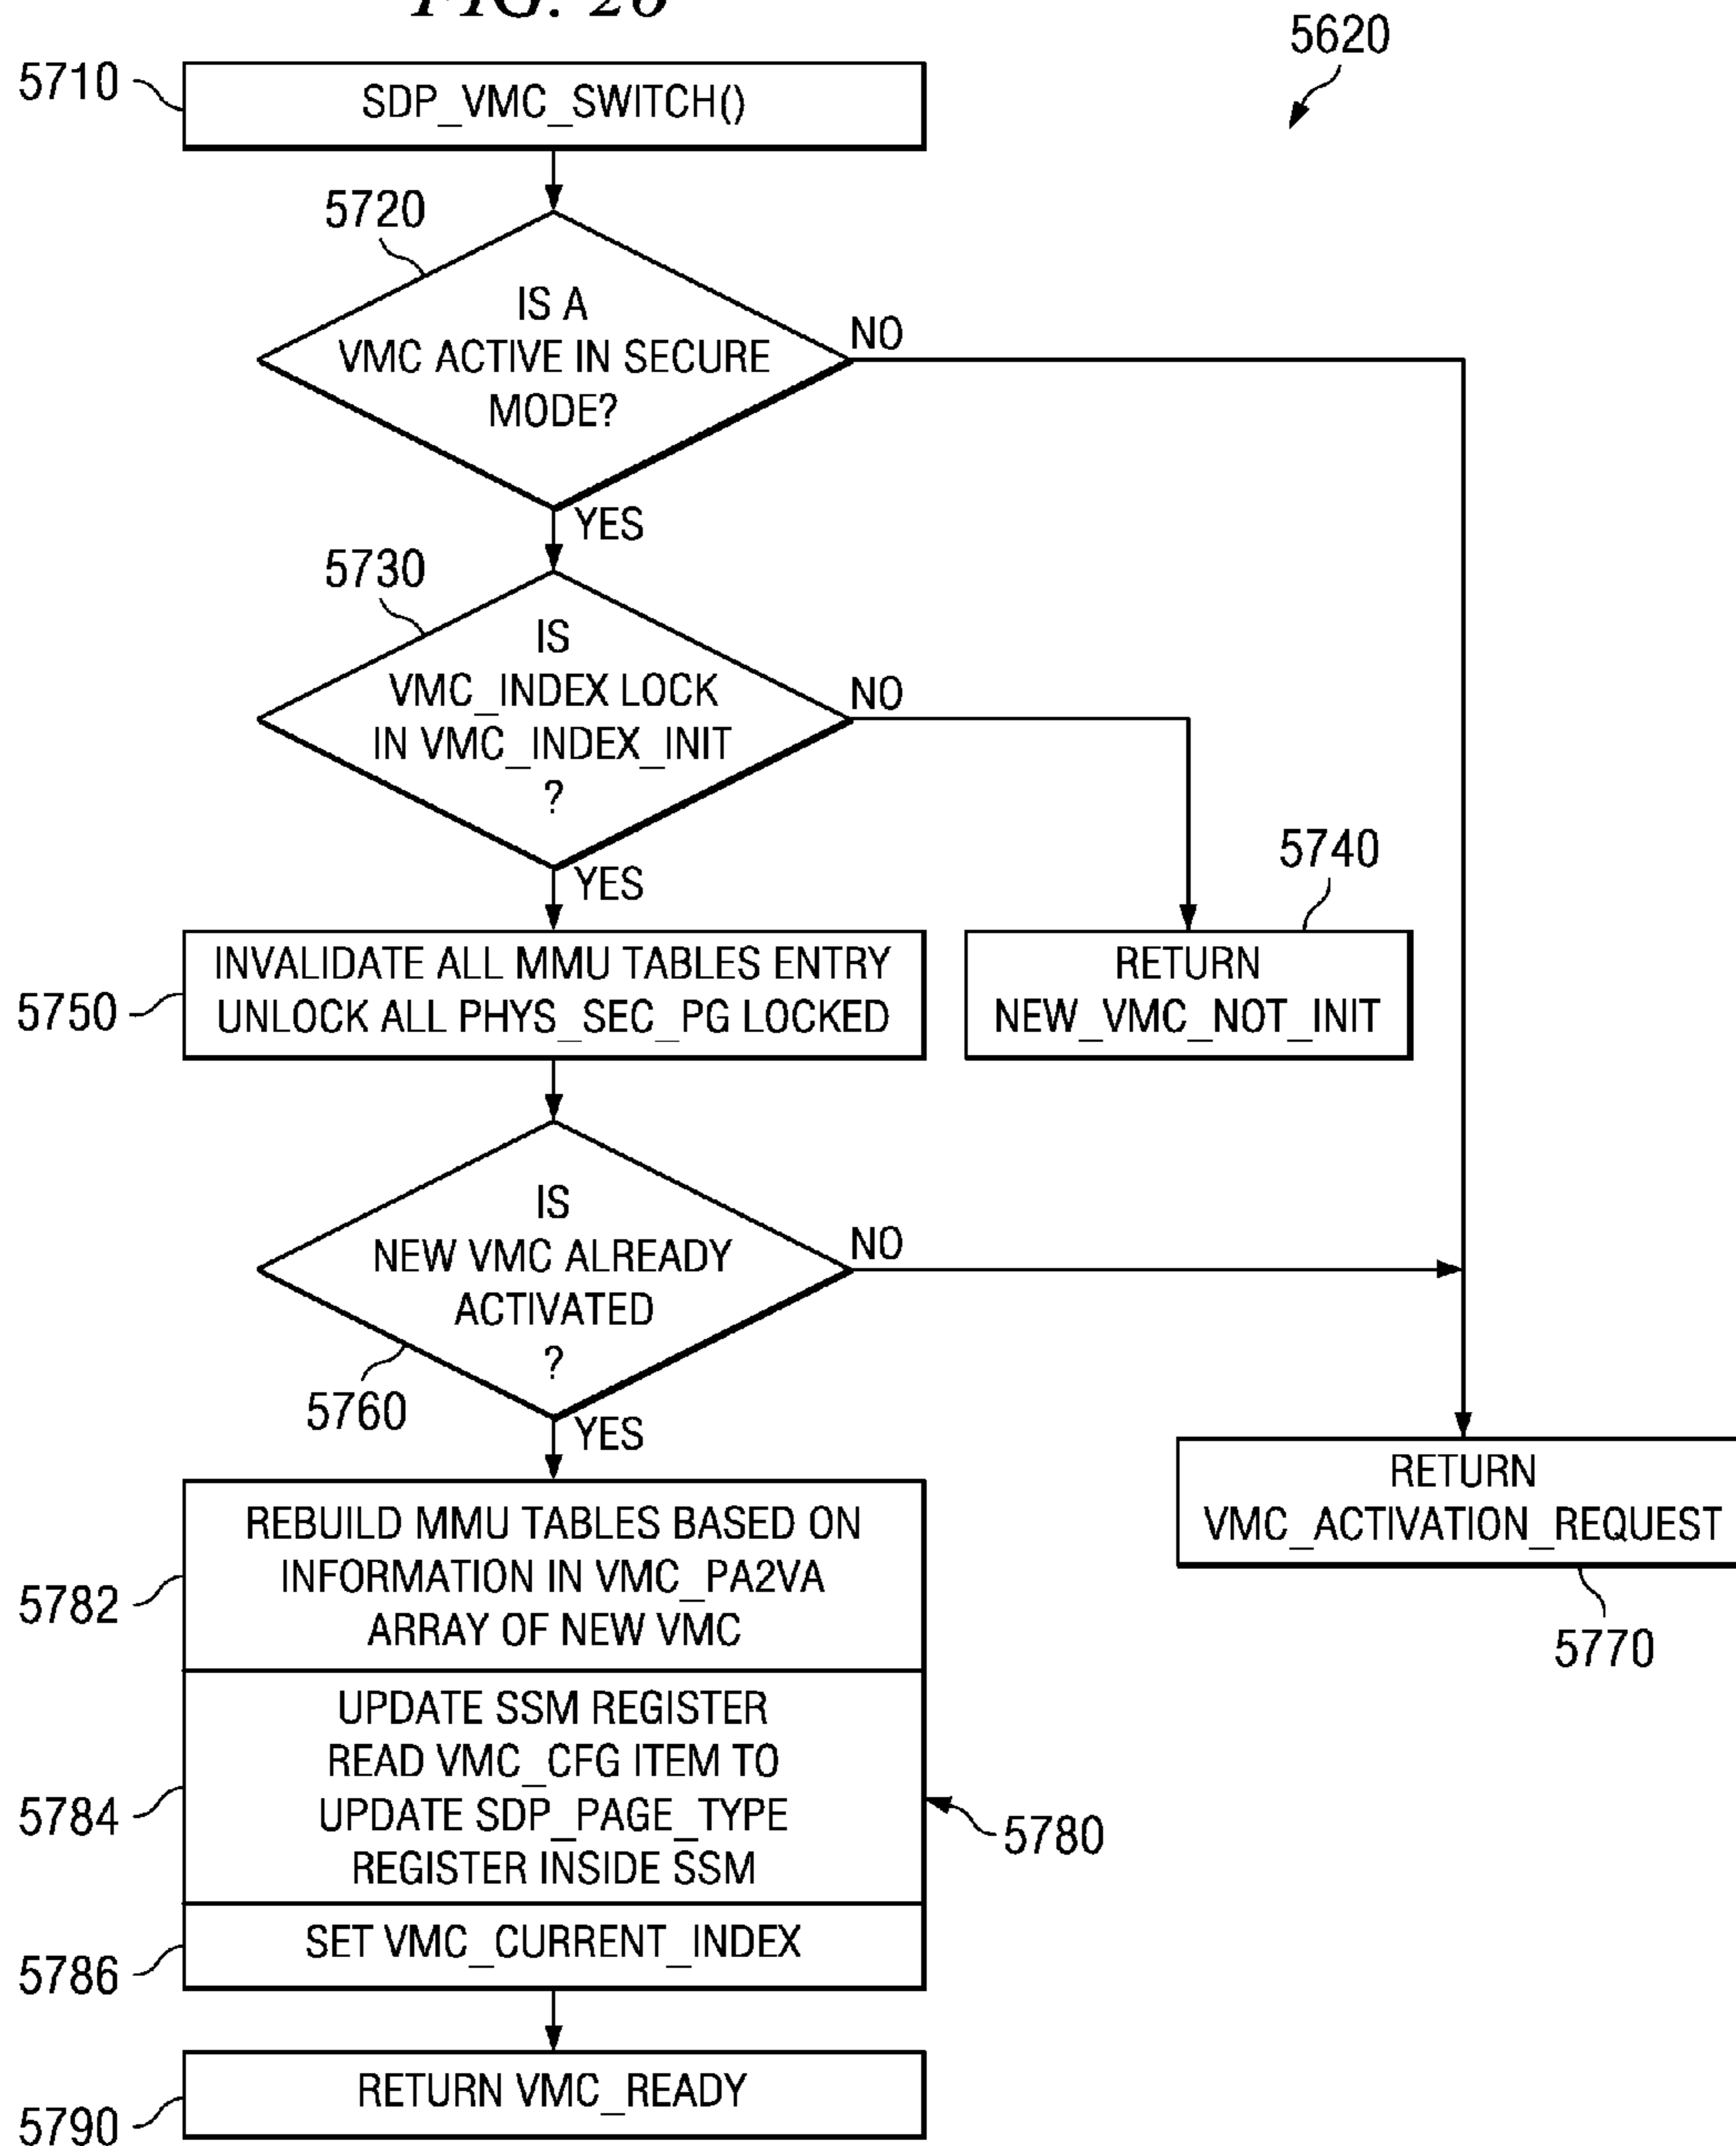 FIG. 26
5620
5710
SDP_VMC_SWITCH()
5720
IS A
VMC ACTIVE IN SECURE
MODE?
NO
YES
5730
IS
VMC_INDEX LOCK
IN VMC_INDEX_INIT
?
NO
YES
5740
RETURN
NEW_VMC_NOT_INIT
5750
INVALIDATE ALL MMU TABLES ENTRY
UNLOCK ALL PHYS_SEC_PG LOCKED
IS
NEW VMC ALREADY
ACTIVATED
?
NO
5760
YES
RETURN
VMC_ACTIVATION_REQUEST
5770
5782
REBUILD MMU TABLES BASED ON
INFORMATION IN VMC_PA2VA
ARRAY OF NEW VMC
5784
UPDATE SSM REGISTER
READ VMC_CFG ITEM TO
UPDATE SDP_PAGE_TYPE
REGISTER INSIDE SSM
5780
5786
SET VMC_CURRENT_INDEX
5790
RETURN VMC_READY